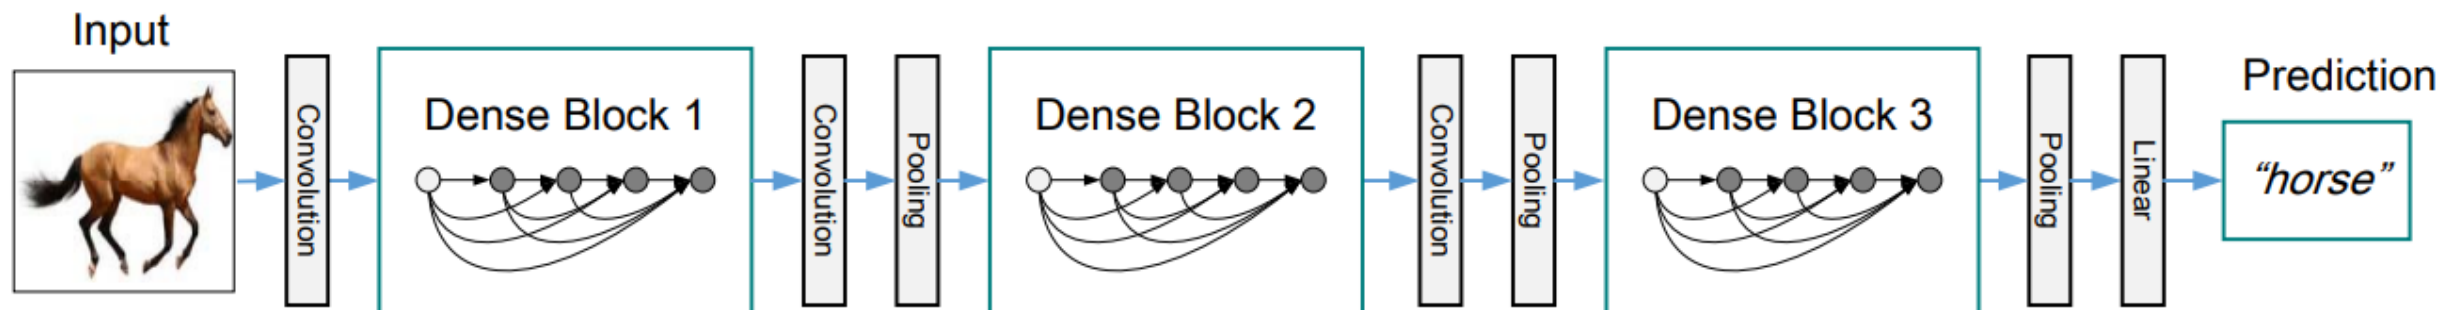 Input
Convolution
Dense Block 1
Convolution
Pooling
Dense Block 2
Convolution
Pooling
Dense Block 3
Pooling
Linear
Prediction
“horse”